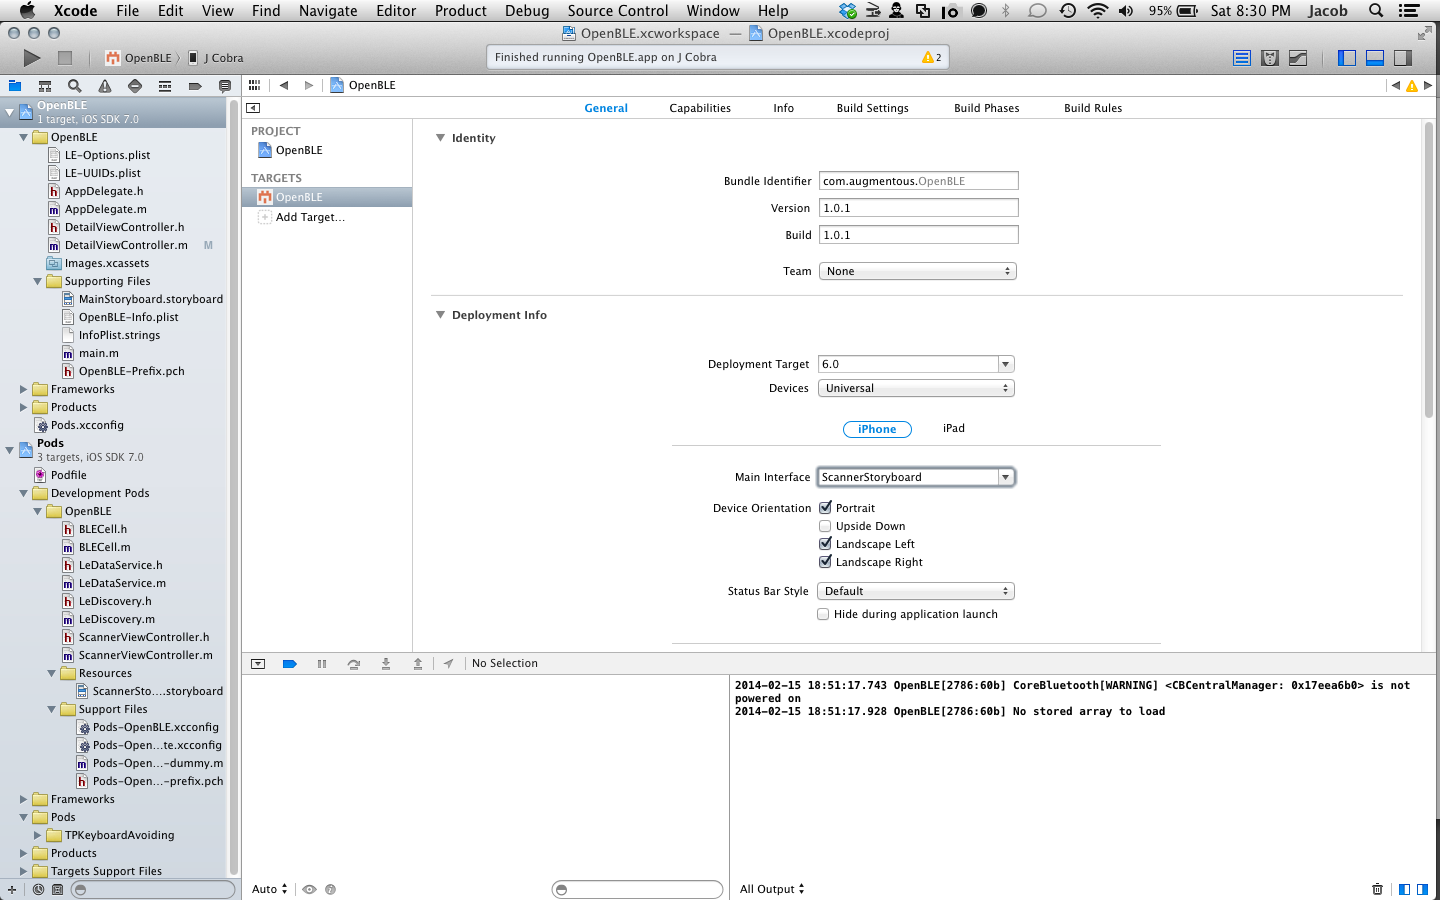 Xcode File Edit View Find Navigate Editor Product Debug Source Control Window Help 95% Sat 8:30 PM Jacob
OpenBLE.xcworkspace — OpenBLE.xcodeproj
OpenBLE J Cobra
Finished running OpenBLE.app on J Cobra 2
OpenBLE
OpenBLE
1 target, iOS SDK 7.0
OpenBLE
LE-Options.plist
LE-UUIDs.plist
AppDelegate.h
AppDelegate.m
DetailViewController.h
DetailViewController.m M
Images.xcassets
Supporting Files
MainStoryboard.storyboard
OpenBLE-Info.plist
InfoPlist.strings
main.m
OpenBLE-Prefix.pch
Frameworks
Products
Pods.xcconfig
Pods
3 targets, iOS SDK 7.0
Podfile
Development Pods
OpenBLE
BLECell.h
BLECell.m
LeDataService.h
LeDataService.m
LeDiscovery.h
LeDiscovery.m
ScannerViewController.h
ScannerViewController.m
Resources
ScannerSto....storyboard
Support Files
Pods-OpenBLE.xcconfig
Pods-Open...te.xcconfig
Pods-Open...-dummy.m
Pods-Open...-prefix.pch
Frameworks
Pods
TPKeyboardAvoiding
Products
Targets Support Files
General Capabilities Info Build Settings Build Phases Build Rules
PROJECT
OpenBLE
TARGETS
OpenBLE
Add Target...
Identity
Bundle Identifier com.augmentous.OpenBLE
Version 1.0.1
Build 1.0.1
Team None
Deployment Info
Deployment Target 6.0
Devices Universal
iPhone iPad
Main Interface ScannerStoryboard
Device Orientation Portrait
Upside Down
Landscape Left
Landscape Right
Status Bar Style Default
Hide during application launch
No Selection
2014-02-15 18:51:17.743 OpenBLE[2786:60b] CoreBluetooth[WARNING] <CBCentralManager: 0x17eea6b0> is not
powered on
2014-02-15 18:51:17.928 OpenBLE[2786:60b] No stored array to load
Auto
All Output